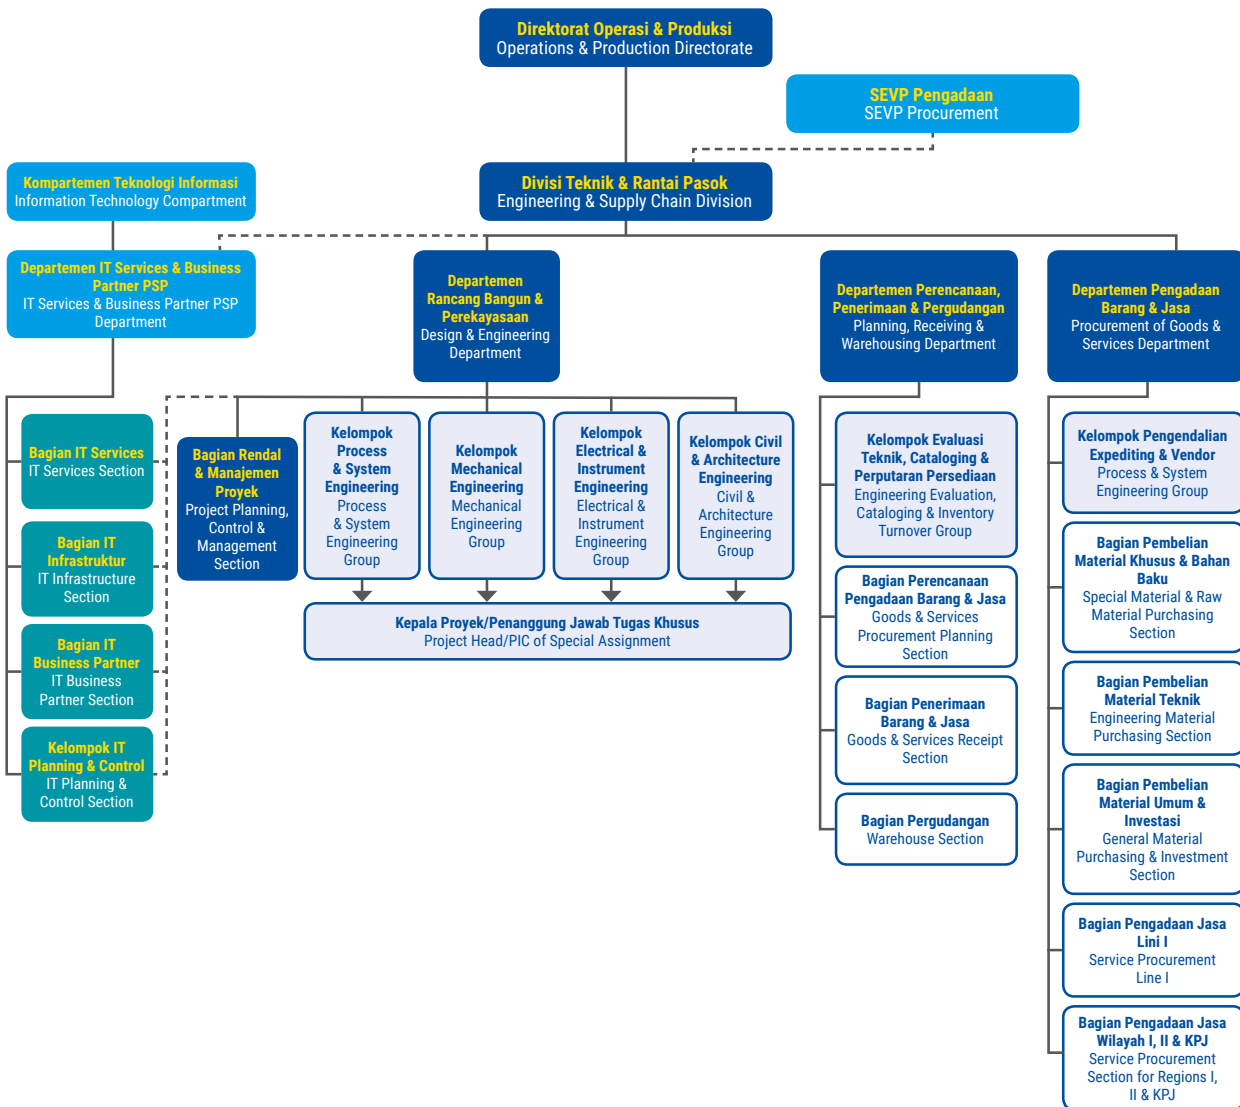 Direktorat Operasi & Produksi
Operations & Production Directorate
SEVP Pengadaan
SEVP Procurement
Kompartemen Teknologi Informasi
Information Technology Compartment
Divisi Teknik & Rantai Pasok
Engineering & Supply Chain Division
Departemen IT Services & Business
Partner PSP
IT Services & Business Partner PSP
Department
Departemen
Rancang Bangun &
Perekayasaan
Design & Engineering
Department
Departemen Perencanaan,
Penerimaan & Pergudangan
Planning, Receiving &
Warehousing Department
Departemen Pengadaan
Barang & Jasa
Procurement of Goods &
Services Department
Bagian IT Services
IT Services Section
Bagian IT
Infrastruktur
IT Infrastructure
Section
Bagian IT
Business Partner
IT Business
Partner Section
Kelompok IT
Planning & Control
IT Planning &
Control Section
Bagian Rendal
& Manajemen
Proyek
Project Planning,
Control &
Management
Section
Kelompok
Process
& System
Engineering
Process
& System
Engineering
Group
Kelompok
Mechanical
Engineering
Mechanical
Engineering
Group
Kelompok
Electrical &
Instrument
Engineering
Electrical &
Instrument
Engineering
Group
Kelompok Civil
& Architecture
Engineering
Civil &
Architecture
Engineering
Group
Kepala Proyek/Penanggung Jawab Tugas Khusus
Project Head/PIC of Special Assignment
Kelompok Evaluasi
Teknik, Cataloging &
Perputaran Persediaan
Engineering Evaluation,
Cataloging & Inventory
Turnover Group
Bagian Perencanaan
Pengadaan Barang & Jasa
Goods & Services
Procurement Planning
Section
Bagian Penerimaan
Barang & Jasa
Goods & Services Receipt
Section
Bagian Pergudangan
Warehouse Section
Kelompok Pengendalian
Expediting & Vendor
Process & System
Engineering Group
Bagian Pembelian
Material Khusus & Bahan
Baku
Special Material & Raw
Material Purchasing
Section
Bagian Pembelian
Material Teknik
Engineering Material
Purchasing Section
Bagian Pembelian
Material Umum &
Investasi
General Material
Purchasing & Investment
Section
Bagian Pengadaan Jasa
Lini I
Service Procurement
Line I
Bagian Pengadaan Jasa
Wilayah I, II & KPJ
Service Procurement
Section for Regions I,
II & KPJ